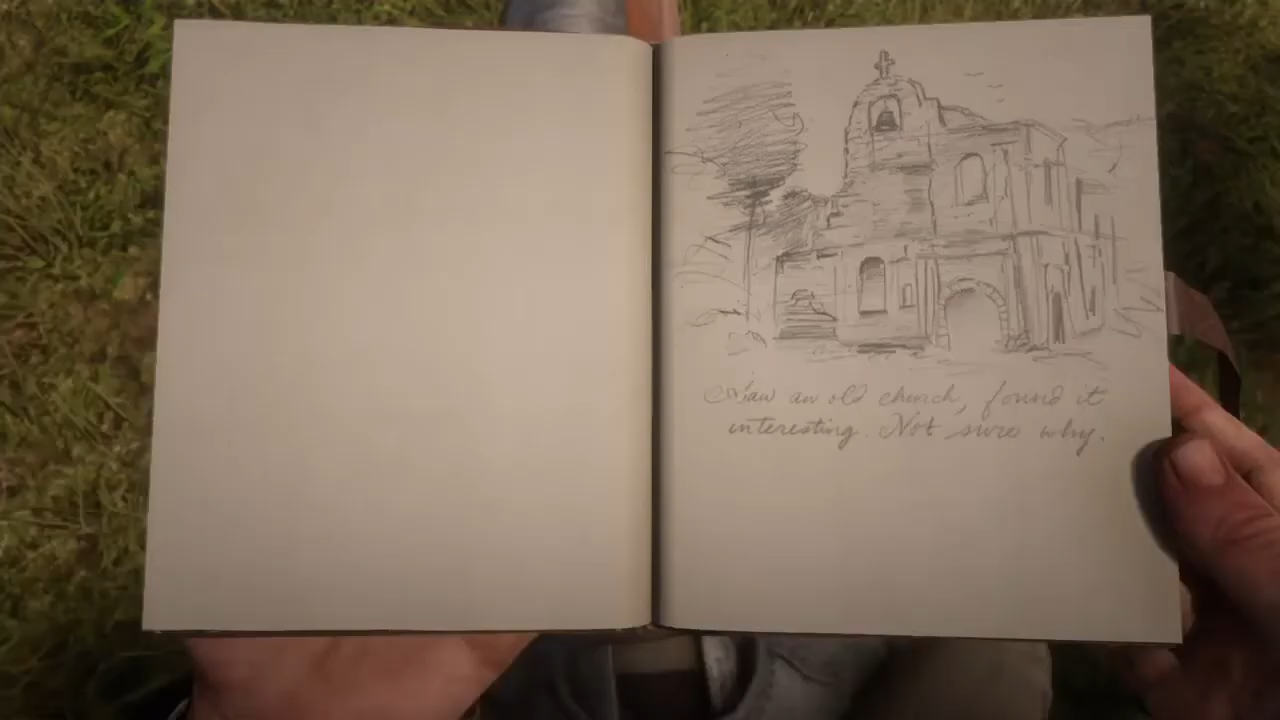 Saw an old church, found it
interesting. Not sure why.